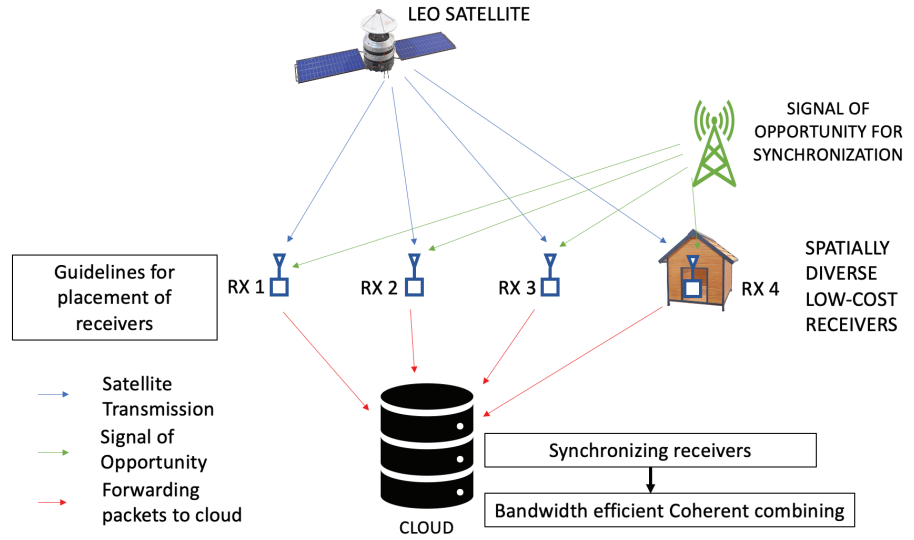 LEO SATELLITE
SIGNAL OF
OPPORTUNITY FOR
SYNCHRONIZATION
Guidelines for
placement of
receivers
RX 1
RX 2
RX 3
RX 4
SPATIALLY
DIVERSE
LOW-COST
RECEIVERS
Satellite
Transmission
Signal of
Opportunity
Forwarding
packets to cloud
CLOUD
Synchronizing receivers
Bandwidth efficient Coherent combining